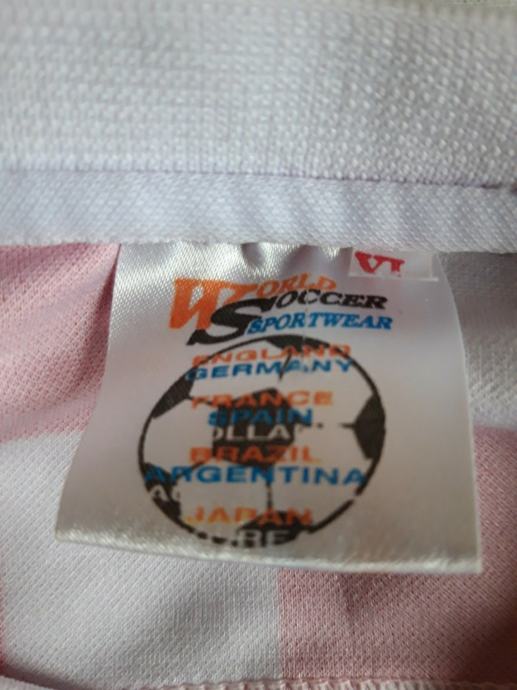 WORLD
SOCCER
SPORTWEAR
ENGLAND
GERMANY
FRANCE
SPAIN
BRAZIL
ARGENTINA
JAPAN